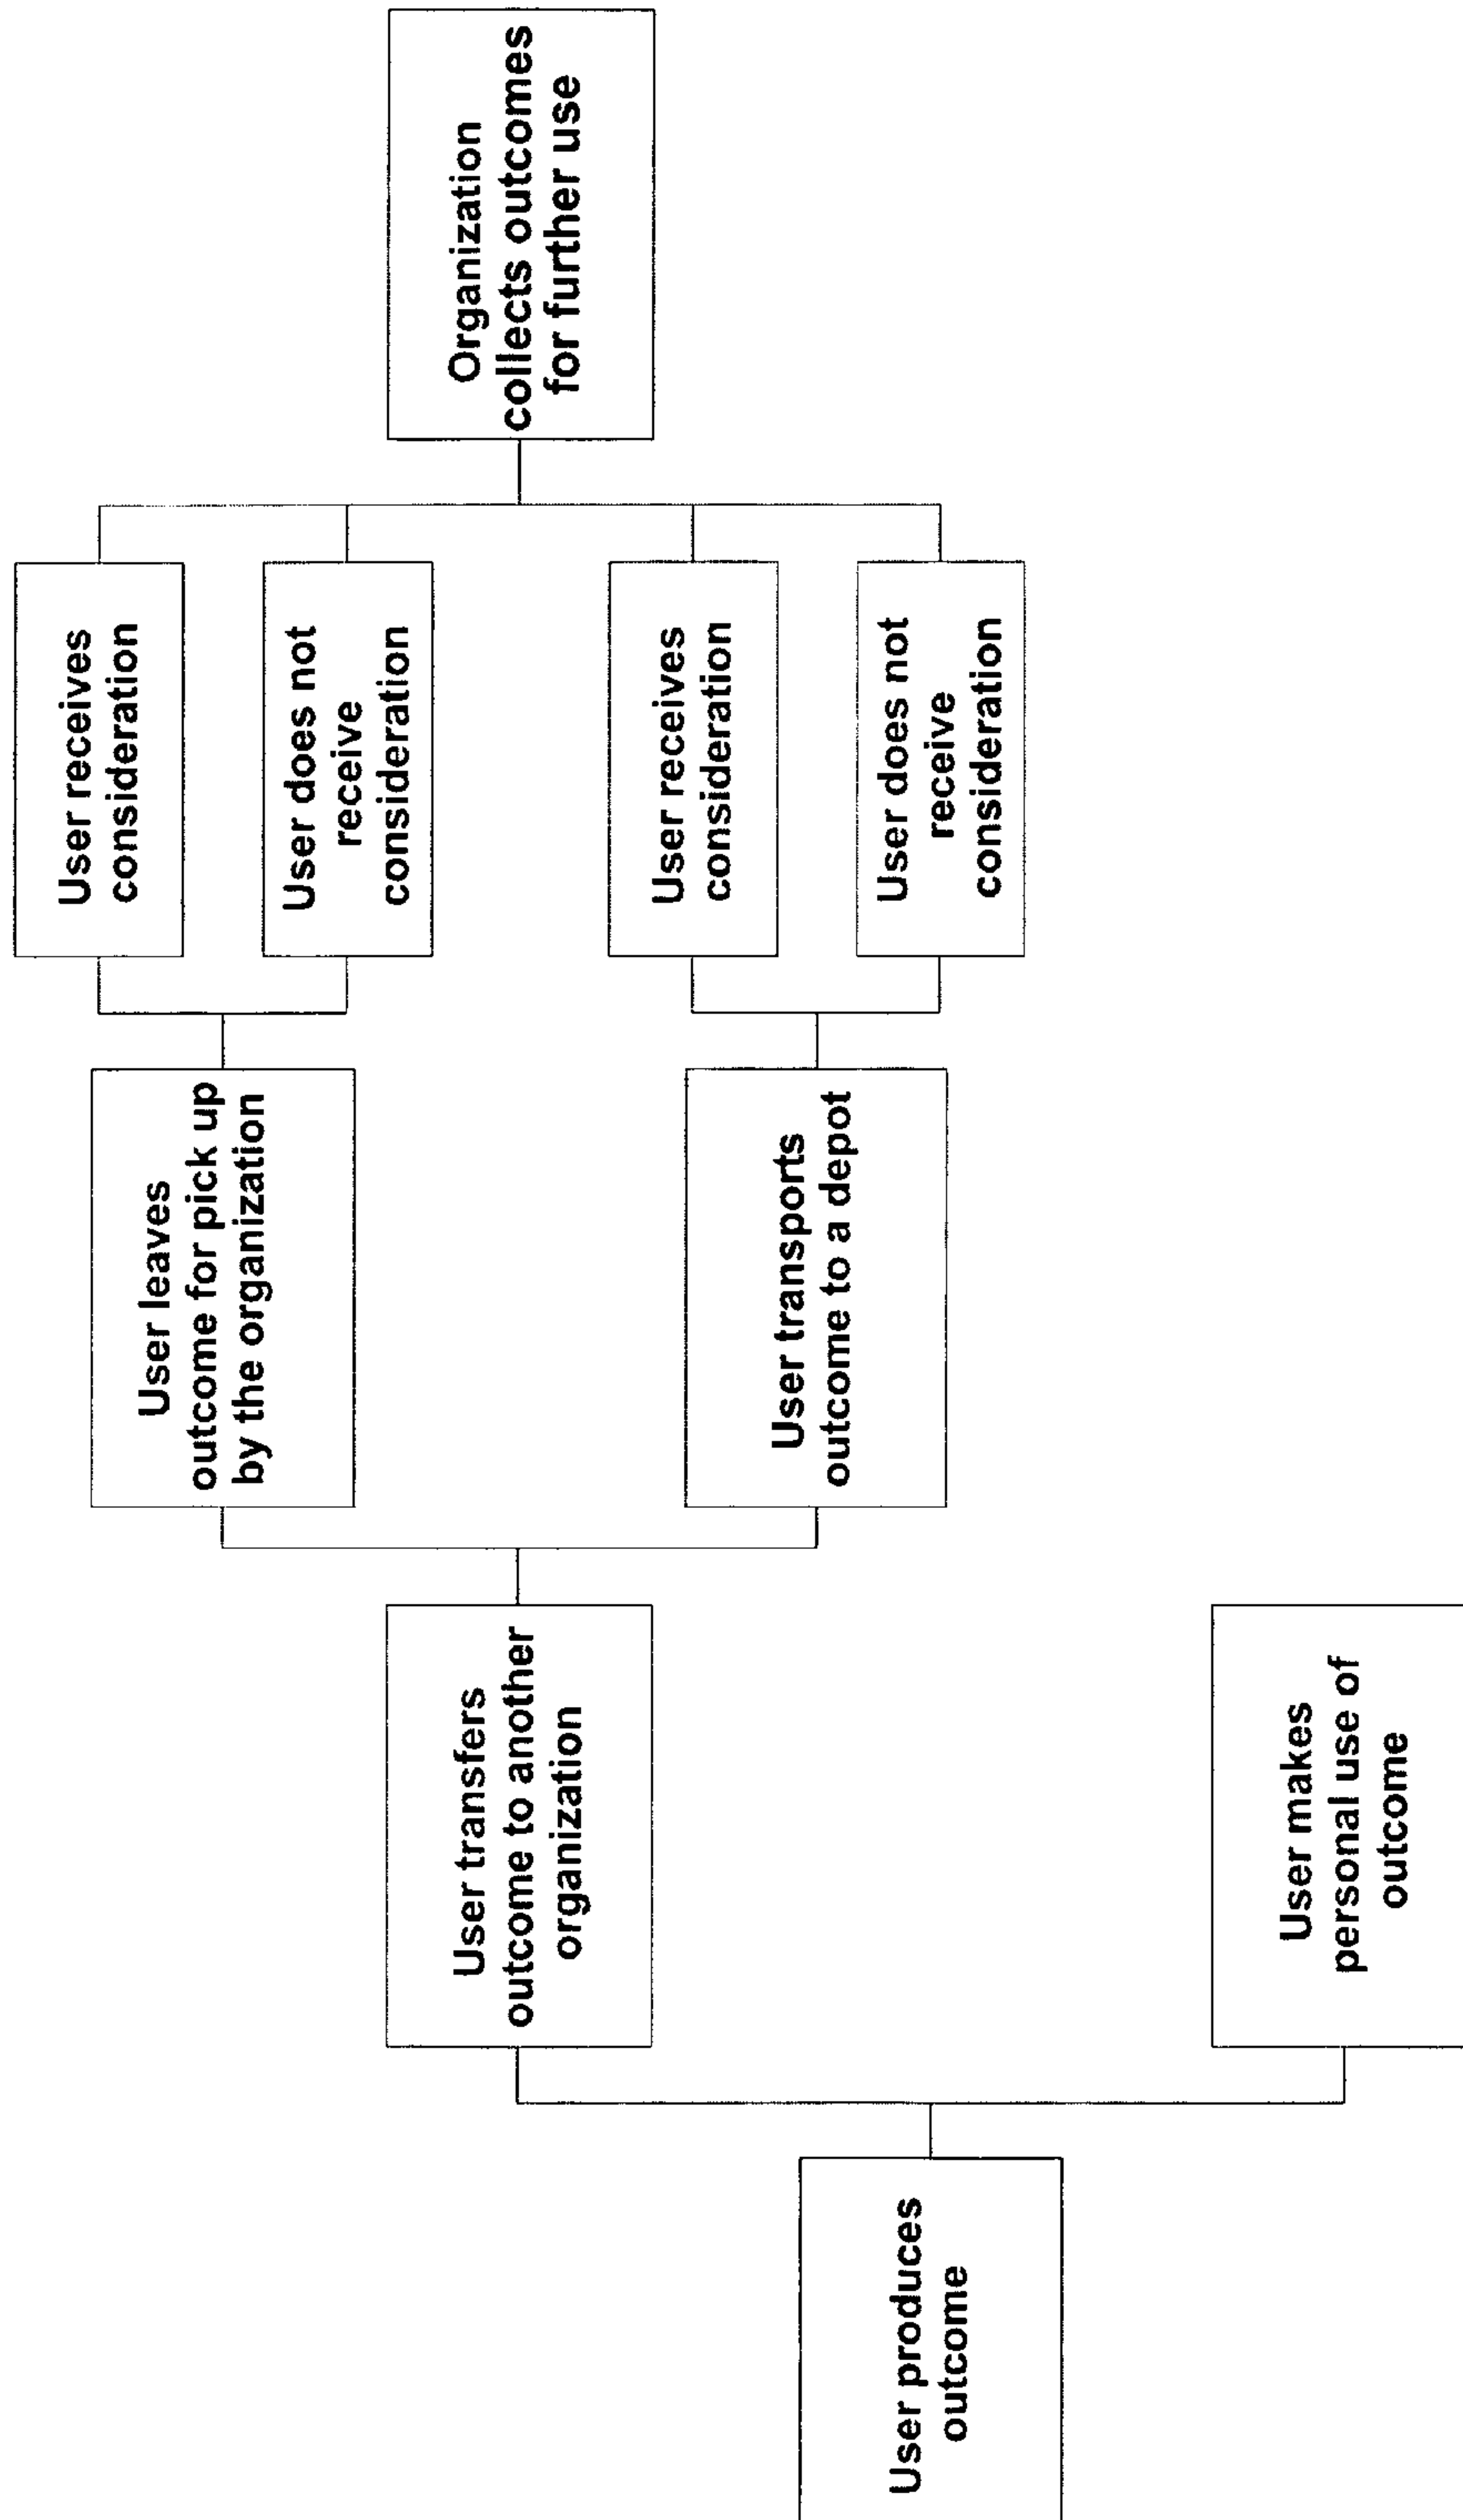 User produces
outcome
User transfers
outcome to another
organization
User makes
personal use of
outcome
User leaves
outcome for pick up
by the organization
User transports
outcome to a depot
User receives
consideration
User does not
receive
consideration
User receives
consideration
User does not
receive
consideration
Organization
collects outcomes
for further use